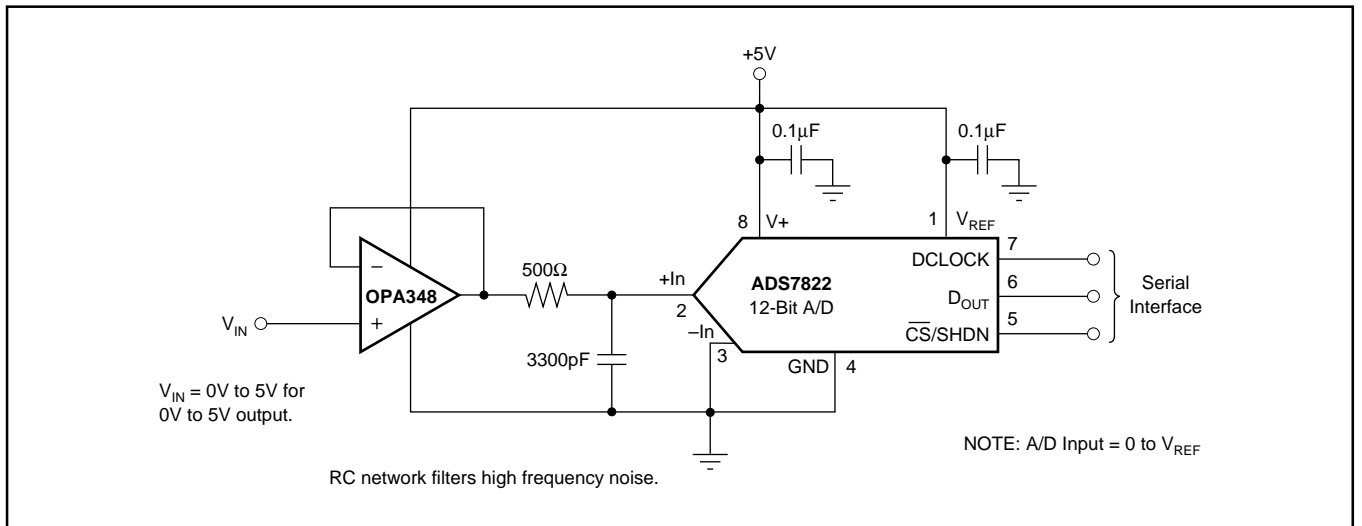 +5V
0.1μF
0.1μF
8
V+
1
V_REF
7
DCLOCK
500Ω
+In
ADS7822
6
–
OPA348
12-Bit A/D
D_OUT
Serial
Interface
2
V_IN
+
–In
5
C̅S̅/SHDN
3
3300pF
GND
4
V_IN = 0V to 5V for
0V to 5V output.
NOTE: A/D Input = 0 to V_REF
RC network filters high frequency noise.